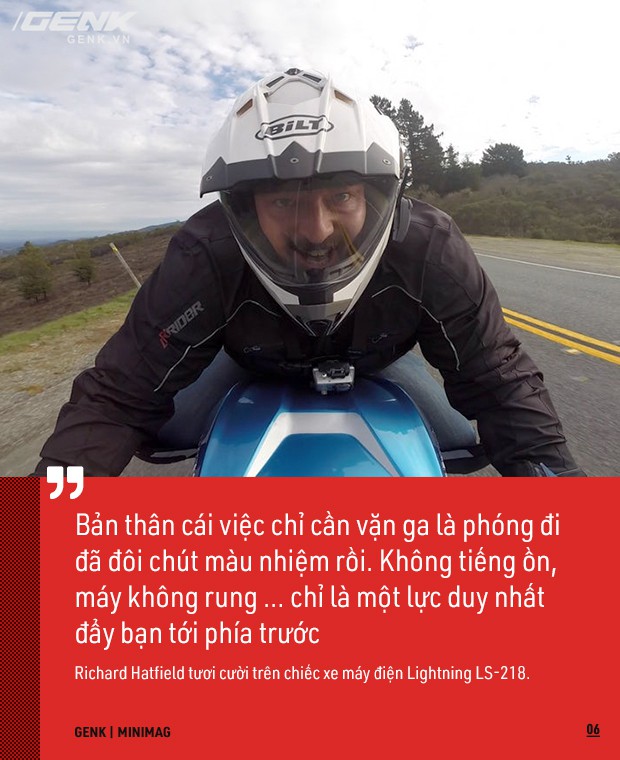 /GENK
GENK.VN
BiLT
RIDER
Bản thân cái việc chỉ cần vặn ga là phóng đi
đã đôi chút màu nhiệm rồi. Không tiếng ồn,
máy không rung ... chỉ là một lực duy nhất
đẩy bạn tới phía trước
Richard Hatfield tươi cười trên chiếc xe máy điện Lightning LS-218.
GENK | MINIMAG
06